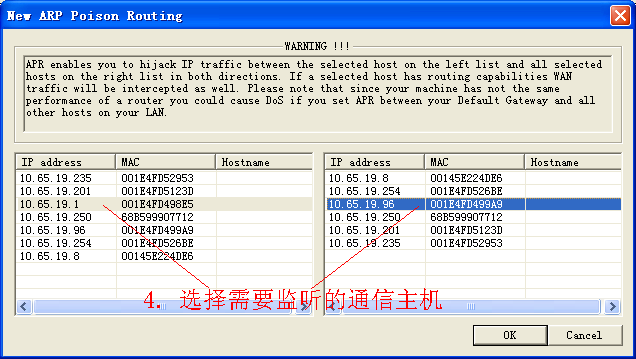 New ARP Poison Routing
WARNING !!!
APR enables you to hijack IP traffic between the selected host on the left list and all selected
hosts on the right list in both directions. If a selected host has routing capabilities WAN
traffic will be intercepted as well. Please note that since your machine has not the same
performance of a router you could cause DoS if you set APR between your Default Gateway and all
other hosts on your LAN.
IP address MAC Hostname
10.65.19.235 001E4FD52953
10.65.19.201 001E4FD5123D
10.65.19.1 001E4FD498E5
10.65.19.250 68B599907712
10.65.19.96 001E4FD499A9
10.65.19.254 001E4FD526BE
10.65.19.8 00145E224DE6
IP address MAC Hostname
10.65.19.8 00145E224DE6
10.65.19.254 001E4FD526BE
10.65.19.96 001E4FD499A9
10.65.19.250 68B599907712
10.65.19.201 001E4FD5123D
10.65.19.235 001E4FD52953
4. 选择需要监听的通信主机
OK Cancel